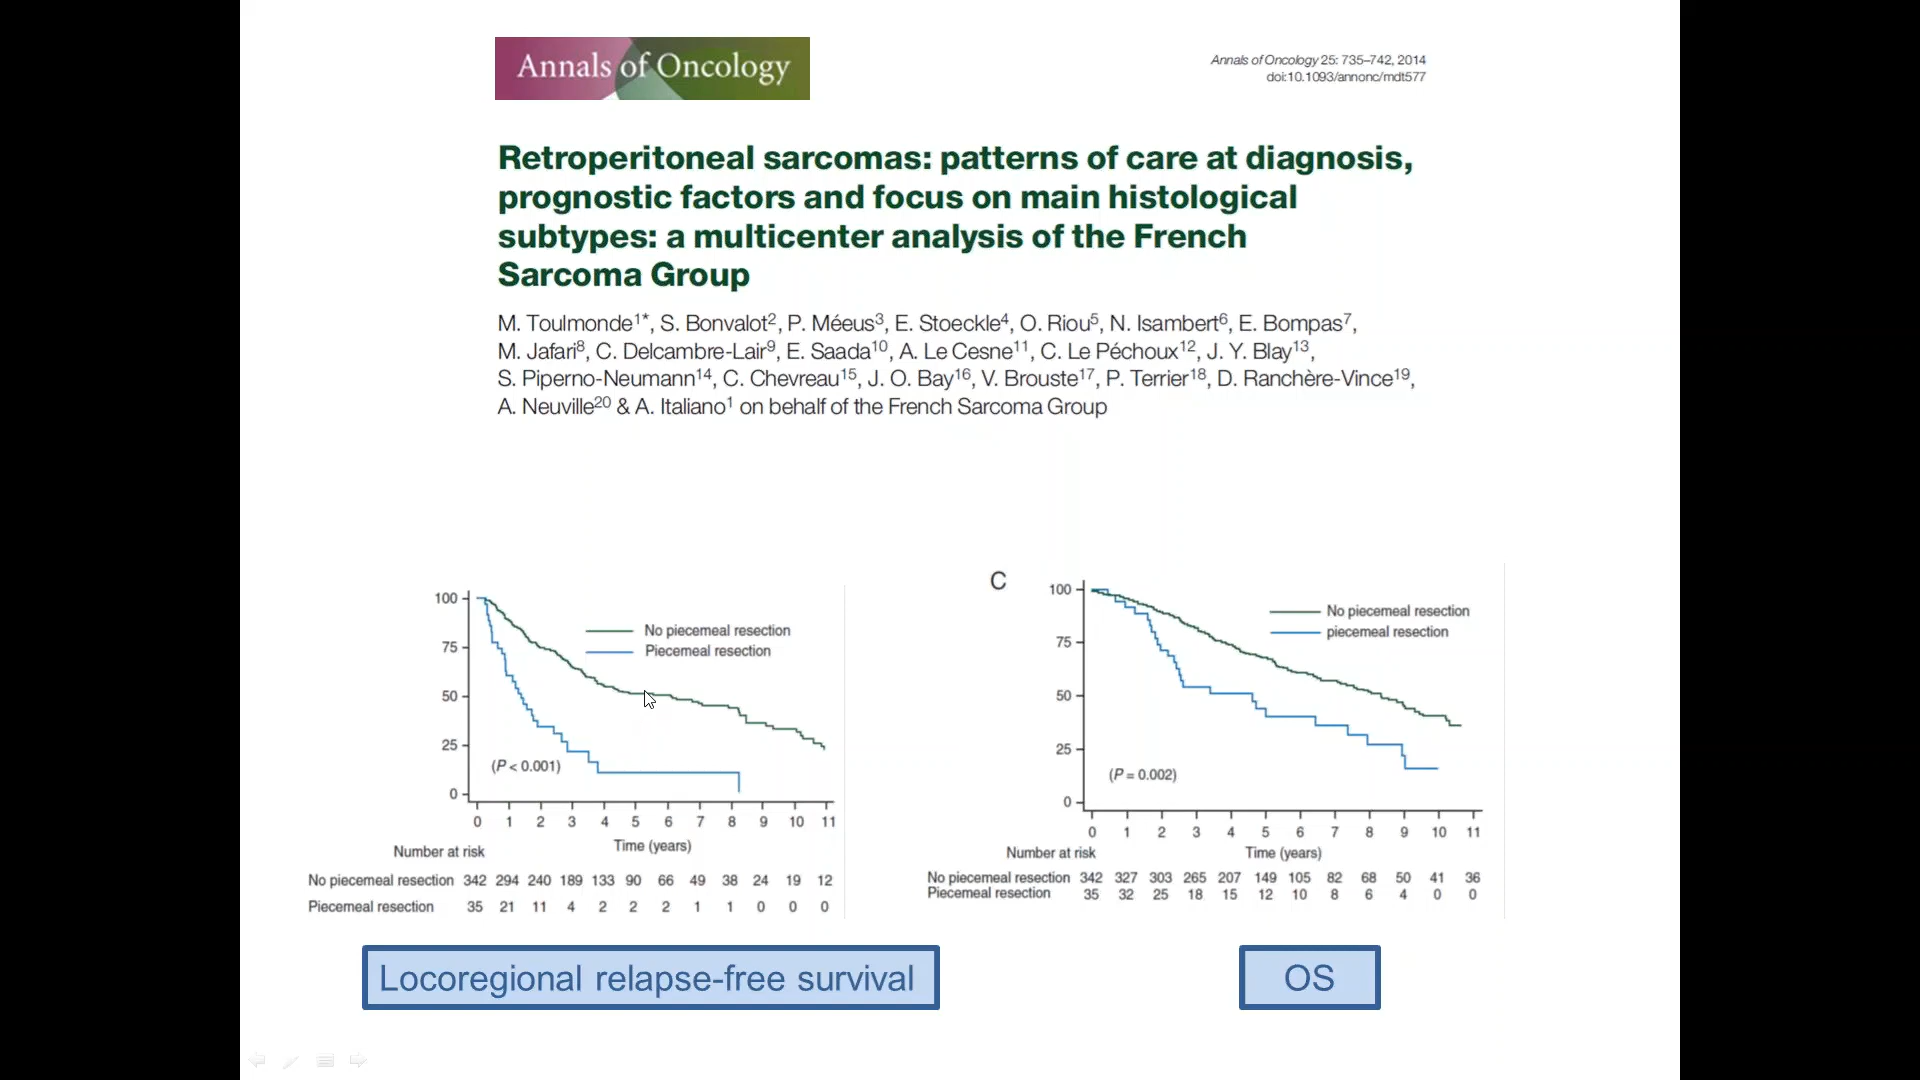 Annals of Oncology
Annals of Oncology 25: 735–742, 2014
doi:10.1093/annonc/mdt577
Retroperitoneal sarcomas: patterns of care at diagnosis,
prognostic factors and focus on main histological
subtypes: a multicenter analysis of the French
Sarcoma Group
M. Toulmonde1*, S. Bonvalot2, P. Méeus3, E. Stoeckle4, O. Riou5, N. Isambert6, E. Bompas7,
M. Jafari8, C. Delcambre-Lair9, E. Saada10, A. Le Cesne11, C. Le Péchoux12, J. Y. Blay13,
S. Piperno-Neumann14, C. Chevreau15, J. O. Bay16, V. Brouste17, P. Terrier18, D. Ranchère-Vince19,
A. Neuville20 & A. Italiano1 on behalf of the French Sarcoma Group
100
75
50
25
0
No piecemeal resection
Piecemeal resection
(P < 0.001)
0 1 2 3 4 5 6 7 8 9 10 11
Time (years)
Number at risk
No piecemeal resection 342 294 240 189 133 90 66 49 38 24 19 12
Piecemeal resection 35 21 11 4 2 2 2 1 1 0 0 0
Locoregional relapse-free survival
C
100
75
50
25
0
No piecemeal resection
piecemeal resection
(P = 0.002)
0 1 2 3 4 5 6 7 8 9 10 11
Number at risk Time (years)
No piecemeal resection 342 327 303 265 207 149 105 82 68 50 41 36
Piecemeal resection 35 32 25 18 15 12 10 8 6 4 0 0
OS